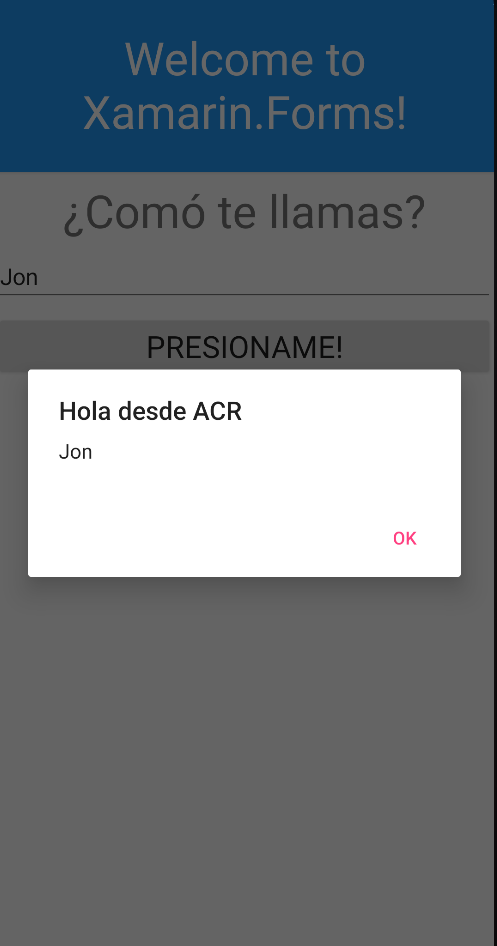 Welcome to
Xamarin.Forms!
¿Comó te llamas?
Jon
PRESIONAME!
Hola desde ACR
Jon
OK